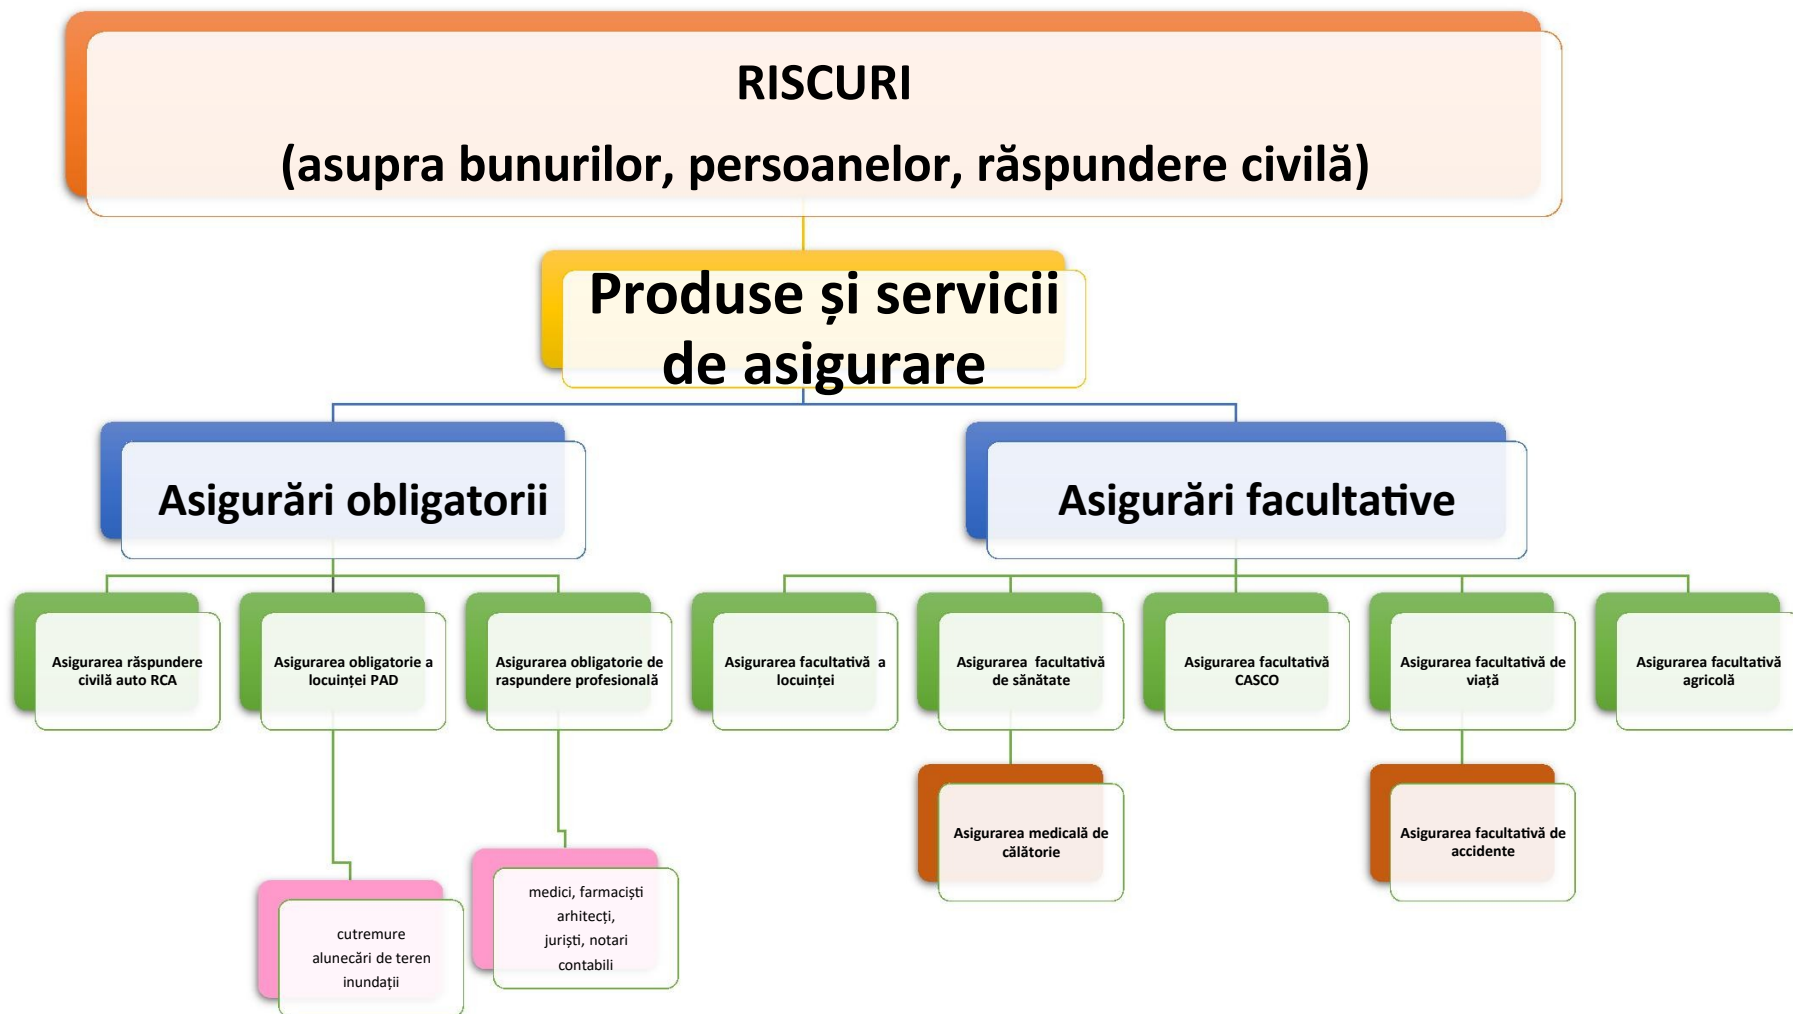 RISCURI
(asupra bunurilor, persoanelor, răspundere civilă)
Produse și servicii
de asigurare
Asigurări obligatorii
Asigurări facultative
Asigurarea răspundere
civilă auto RCA
Asigurarea obligatorie a
locuinței PAD
Asigurarea obligatorie de
raspundere profesională
Asigurarea facultativă a
locuinței
Asigurarea facultativă
de sănătate
Asigurarea facultativă
CASCO
Asigurarea facultativă de
viață
Asigurarea facultativă
agricolă
Asigurarea medicală de
călătorie
Asigurarea facultativă de
accidente
cutremure
alunecări de teren
inundații
medici, farmaciști
arhitecți,
juriști, notari
contabili